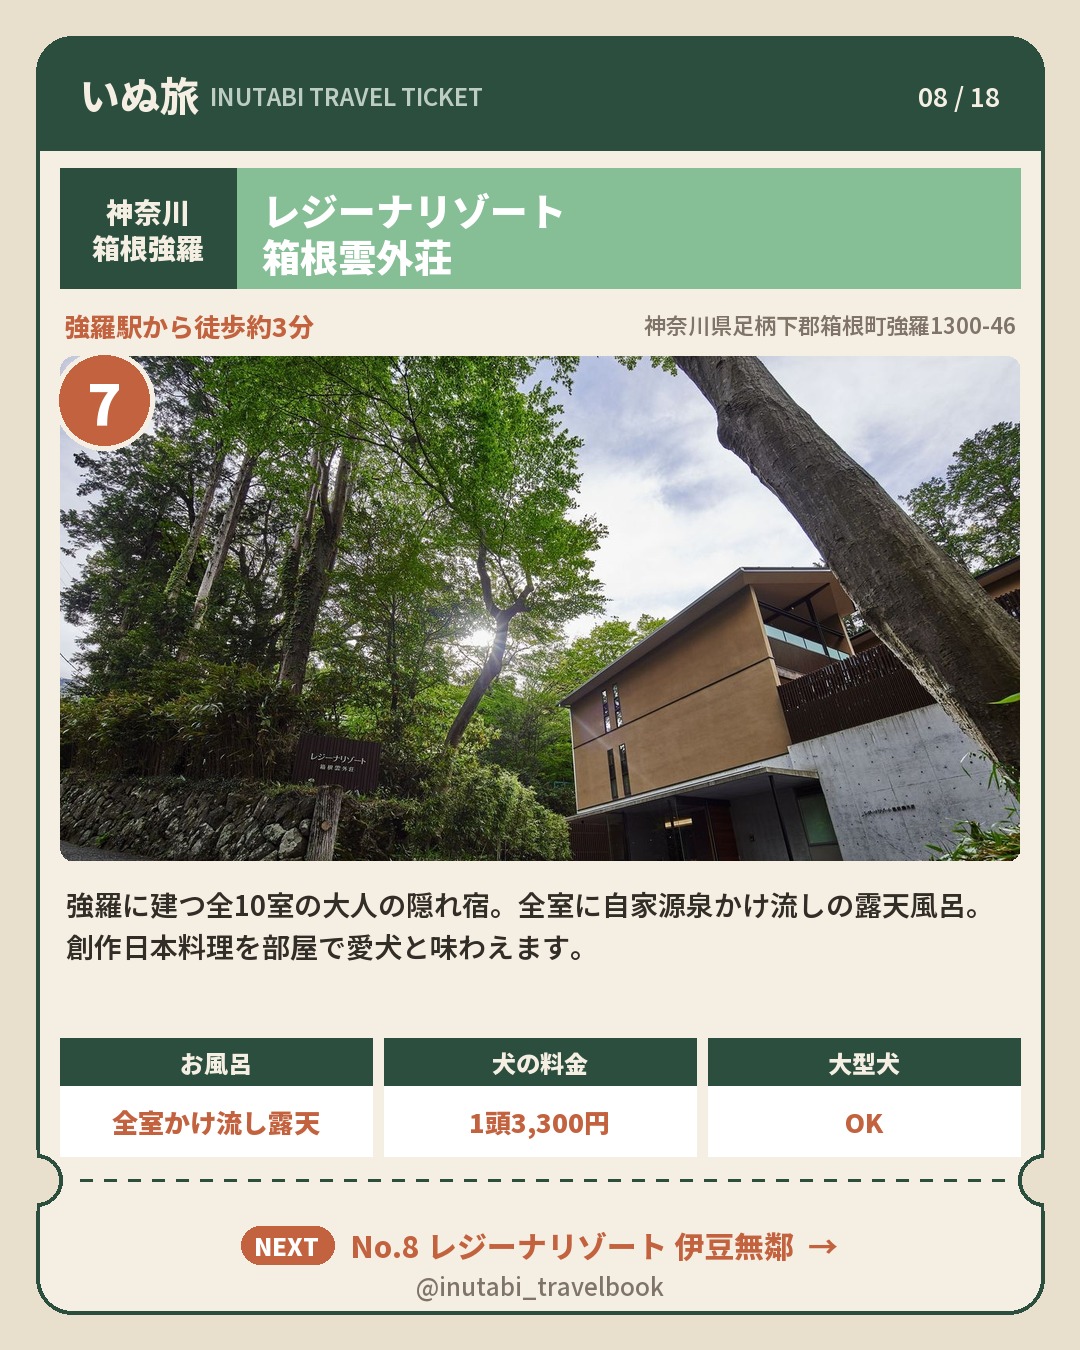 いぬ旅 INUTABI TRAVEL TICKET
08 / 18
神奈川
箱根強羅
レジーナリゾート
箱根雲外荘
強羅駅から徒歩約3分
神奈川県足柄下郡箱根町強羅1300-46
7
レジーナリゾート
箱根雲外荘
強羅に建つ全10室の大人の隠れ宿。全室に自家源泉かけ流しの露天風呂。
創作日本料理を部屋で愛犬と味わえます。
お風呂
犬の料金
大型犬
全室かけ流し露天
1頭3,300円
OK
NEXT No.8 レジーナリゾート 伊豆無鄰 →
@inutabi_travelbook